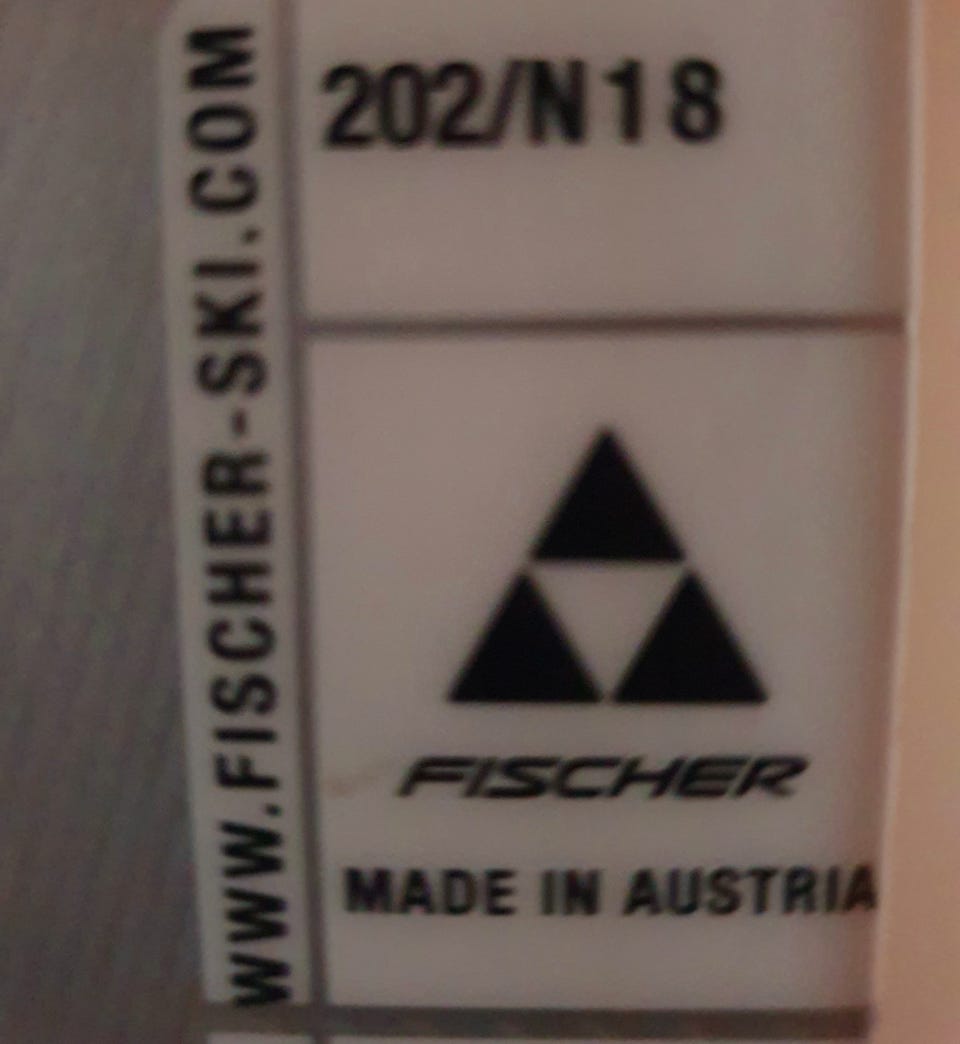 WWW.FISCHER-SKI.COM
202/N18
FISCHER
MADE IN AUSTRIA